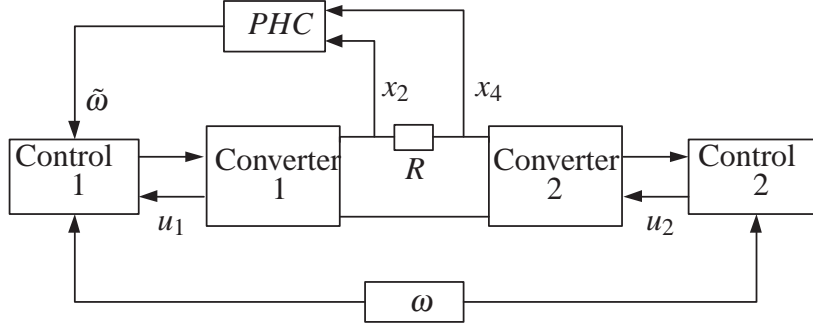 PHC
x₂
x₄
ω̃
Control
1
Converter
1
R
Converter
2
Control
2
u₁
u₂
ω